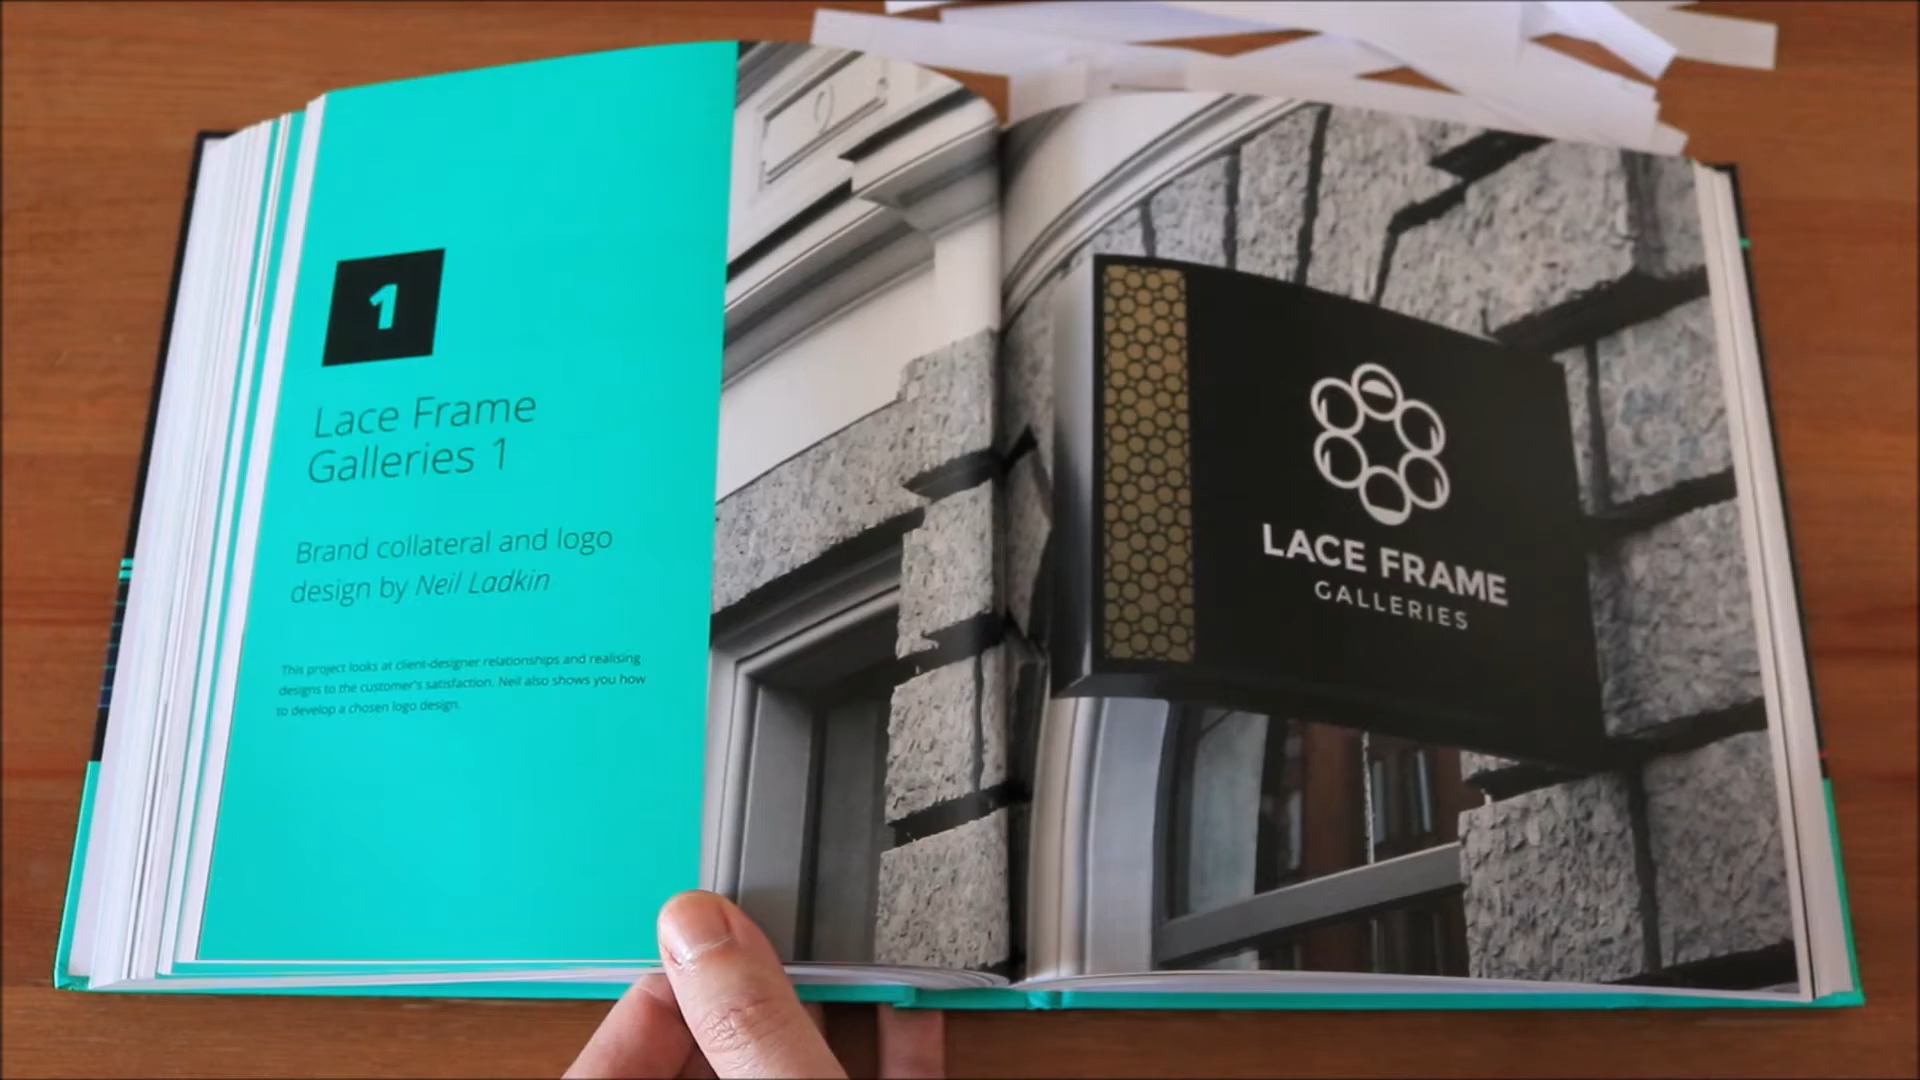 1
Lace Frame
Galleries 1
Brand collateral and logo
design by Neil Ladkin
This project looks at client-designer relationships and realising
designs to the customer's satisfaction. Neil also shows you how
to develop a chosen logo design.
LACE FRAME
GALLERIES